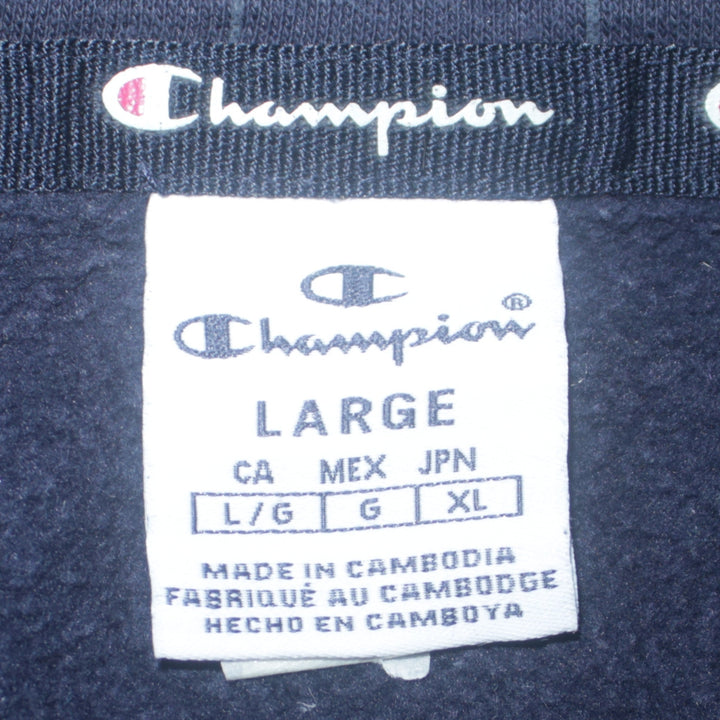 Champion
Champion®
LARGE
CA MEX JPN
L/G G XL
MADE IN CAMBODIA
FABRIQUÉ AU CAMBODGE
HECHO EN CAMBOYA